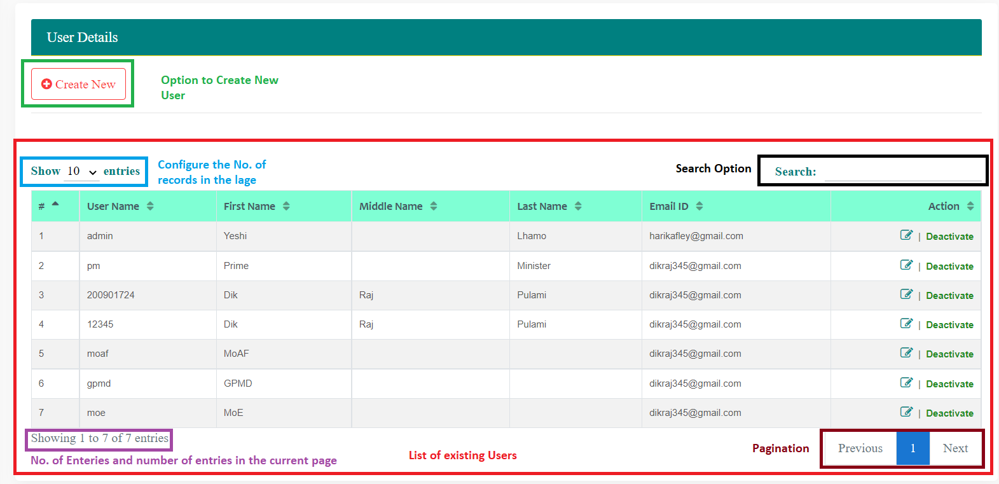 User Details
Create New
Option to Create New
User
Show 10 entries
Configure the No. of
records in the lage
Search Option
Search:
# User Name First Name Middle Name Last Name Email ID Action
1 admin Yeshi Lhamo harikafley@gmail.com | Deactivate
2 pm Prime Minister dikraj345@gmail.com | Deactivate
3 200901724 Dik Raj Pulami dikraj345@gmail.com | Deactivate
4 12345 Dik Raj Pulami dikraj345@gmail.com | Deactivate
5 moaf MoAF dikraj345@gmail.com | Deactivate
6 gpmd GPMD dikraj345@gmail.com | Deactivate
7 moe MoE dikraj345@gmail.com | Deactivate
Showing 1 to 7 of 7 entries
No. of Enteries and number of entries in the current page
List of existing Users
Pagination
Previous 1 Next